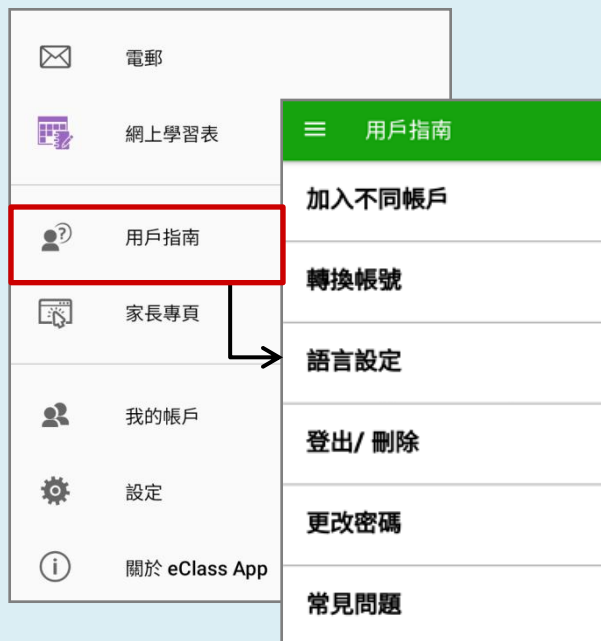 電郵
網上學習表
用戶指南
家長專頁
我的帳戶
設定
關於 eClass App
用戶指南
加入不同帳戶
轉換帳號
語言設定
登出/ 刪除
更改密碼
常見問題